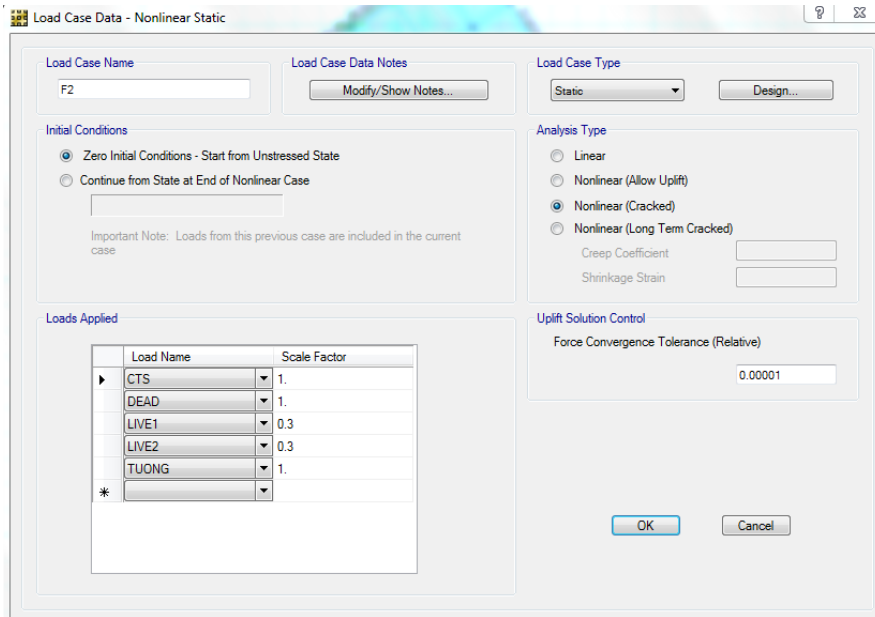 Load Case Data - Nonlinear Static
Load Case Name
F2
Load Case Data Notes
Modify/Show Notes...
Load Case Type
Static
Design...
Initial Conditions
Zero Initial Conditions - Start from Unstressed State
Continue from State at End of Nonlinear Case
Important Note: Loads from this previous case are included in the current
case
Analysis Type
Linear
Nonlinear (Allow Uplift)
Nonlinear (Cracked)
Nonlinear (Long Term Cracked)
Creep Coefficient
Shrinkage Strain
Loads Applied
Load Name Scale Factor
CTS 1.
DEAD 1.
LIVE1 0.3
LIVE2 0.3
TUONG 1.
Uplift Solution Control
Force Convergence Tolerance (Relative)
0.00001
OK Cancel